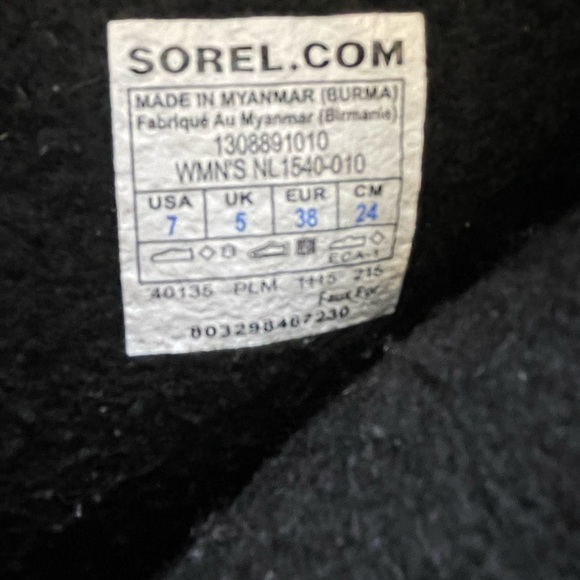 SOREL.COM
MADE IN MYANMAR (BURMA)
Fabriqué Au Myanmar (Birmanie)
1308891010
WMN'S NL1540-010
USA UK EUR CM
7 5 38 24
ECA-1
40135 PLM 1H5 215
Faux Fur
803298467230